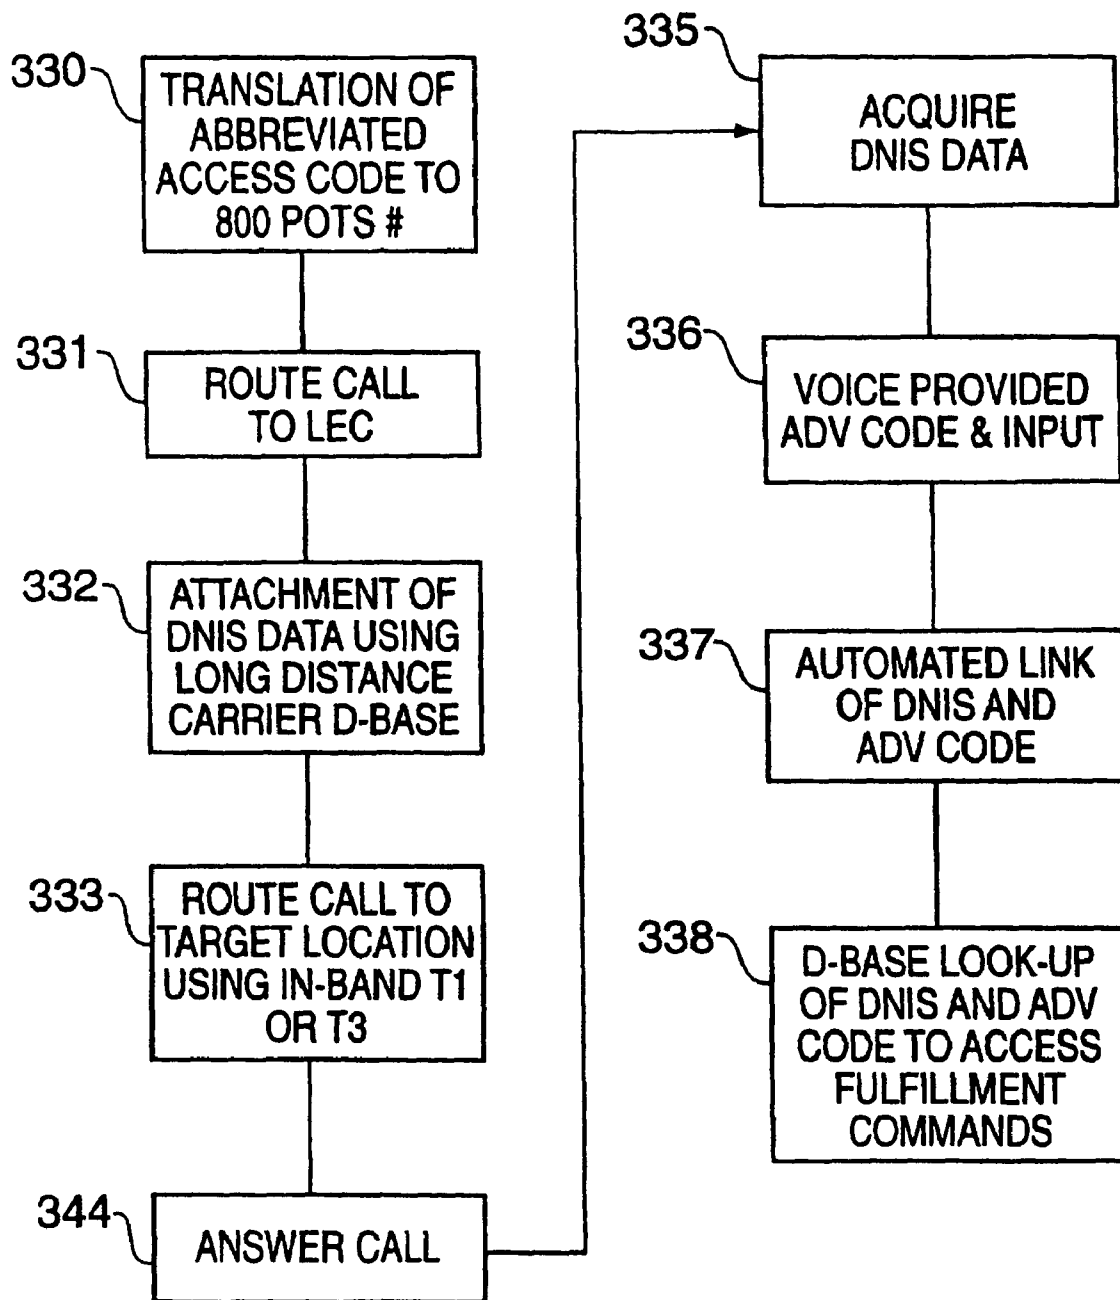 330
TRANSLATION OF
ABBREVIATED
ACCESS CODE TO
800 POTS #
331
ROUTE CALL
TO LEC
332
ATTACHMENT OF
DNIS DATA USING
LONG DISTANCE
CARRIER D-BASE
333
ROUTE CALL TO
TARGET LOCATION
USING IN-BAND T1
OR T3
344
ANSWER CALL
335
ACQUIRE
DNIS DATA
336
VOICE PROVIDED
ADV CODE & INPUT
337
AUTOMATED LINK
OF DNIS AND
ADV CODE
338
D-BASE LOOK-UP
OF DNIS AND ADV
CODE TO ACCESS
FULFILLMENT
COMMANDS